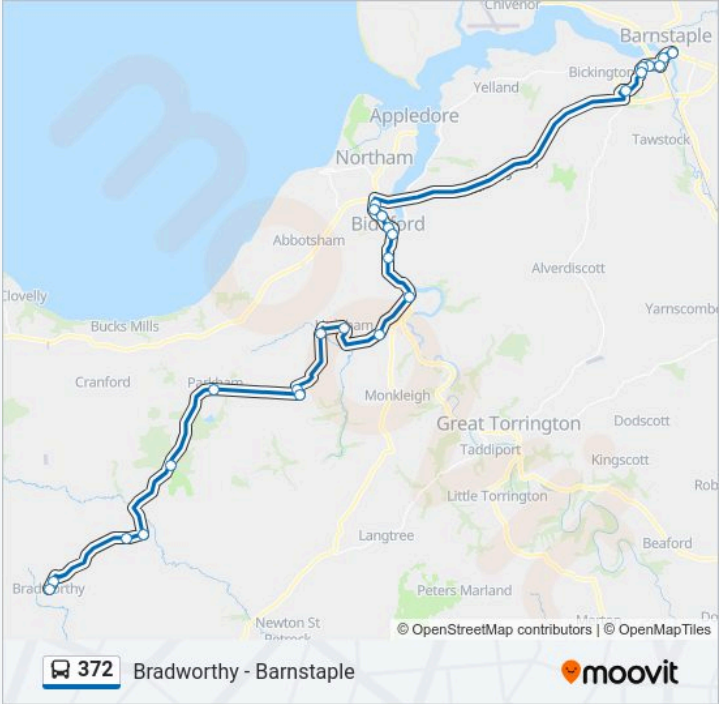 Chivenor
Barnstaple
Bickington
Yelland
Appledore
Tawstock
Northam
Bideford
Abbotsham
Alverdiscott
Clovelly
Yarnscombe
Bucks Mills
Cranford
Parkham
Monkleigh
Great Torrington
Dodscott
Taddiport
Kingscott
Little Torrington
Rob
Langtree
Beaford
Bradworthy
Peters Marland
Newton St
Petrock
© OpenStreetMap contributors | © OpenMapTiles
372 Bradworthy - Barnstaple
moovit